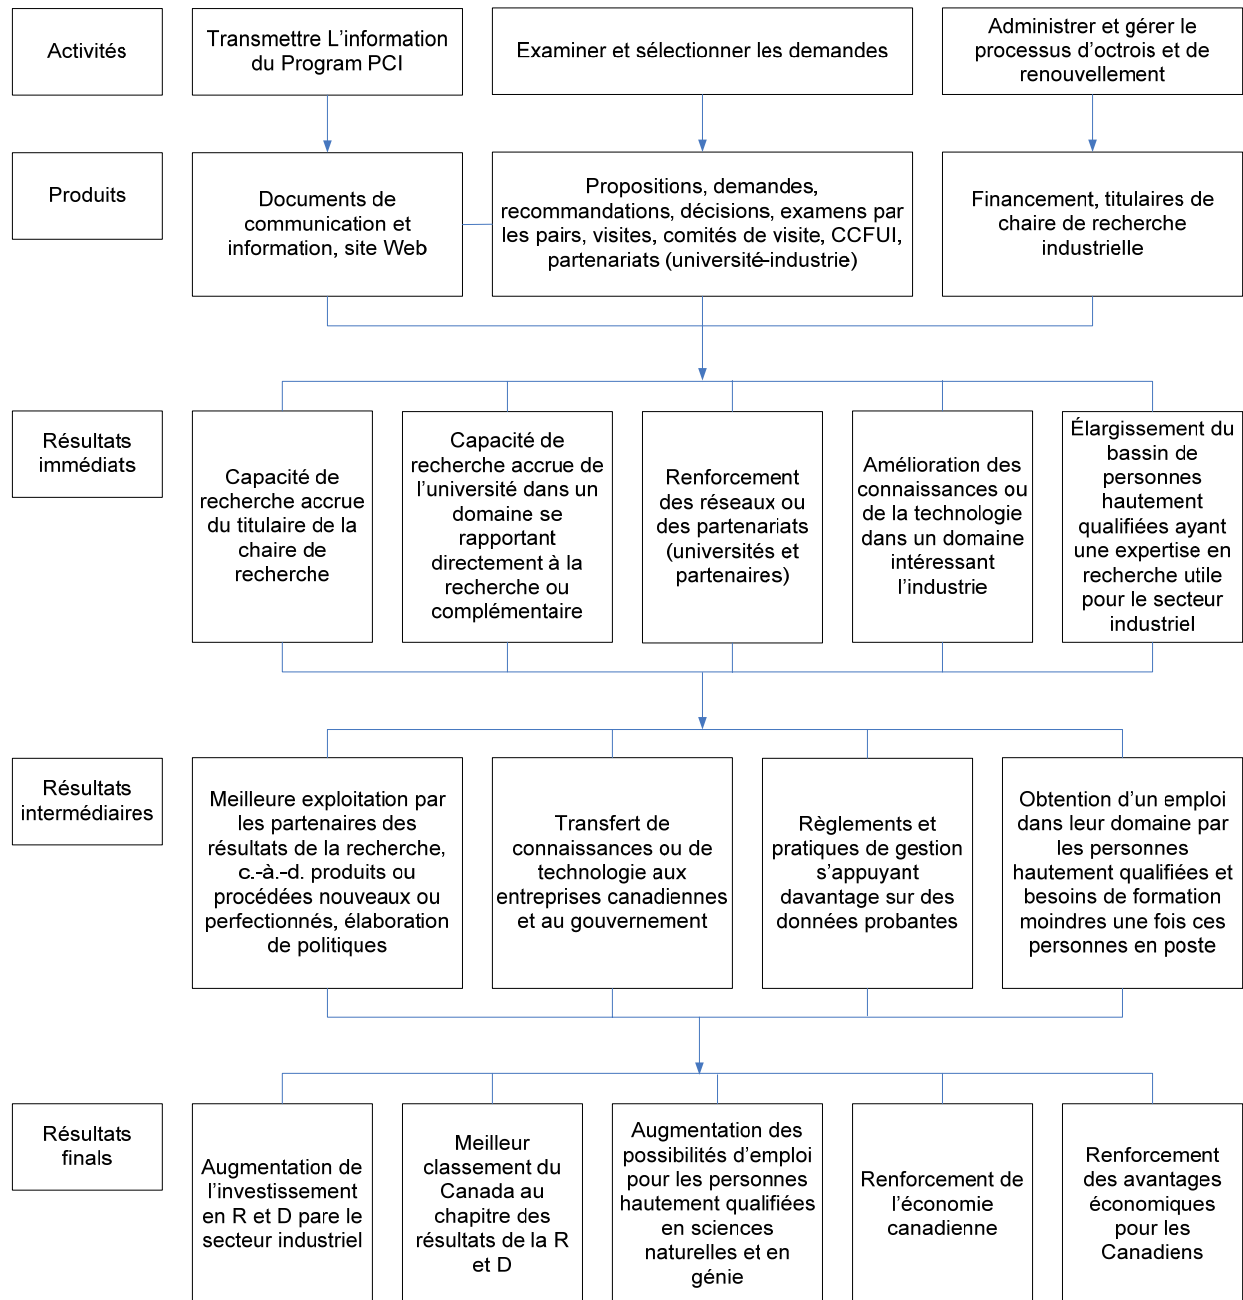 Activités
Transmettre L’information
du Program PCI
Examiner et sélectionner les demandes
Administrer et gérer le
processus d’octrois et de
renouvellement
Produits
Documents de
communication et
information, site Web
Propositions, demandes,
recommandations, décisions, examens par
les pairs, visites, comités de visite, CCFUI,
partenariats (université-industrie)
Financement, titulaires de
chaire de recherche
industrielle
Résultats
immédiats
Capacité de
recherche accrue
du titulaire de la
chaire de
recherche
Capacité de
recherche accrue de
l’université dans un
domaine se
rapportant
directement à la
recherche ou
complémentaire
Renforcement
des réseaux ou
des partenariats
(universités et
partenaires)
Amélioration des
connaissances ou
de la technologie
dans un domaine
intéressant
l’industrie
Élargissement du
bassin de
personnes
hautement
qualifiées ayant
une expertise en
recherche utile
pour le secteur
industriel
Résultats
intermédiaires
Meilleure exploitation par
les partenaires des
résultats de la recherche,
c.-à.-d. produits ou
procédées nouveaux ou
perfectionnés, élaboration
de politiques
Transfert de
connaissances ou de
technologie aux
entreprises canadiennes
et au gouvernement
Règlements et
pratiques de gestion
s’appuyant
davantage sur des
données probantes
Obtention d’un emploi
dans leur domaine par
les personnes
hautement qualifiées et
besoins de formation
moindres une fois ces
personnes en poste
Résultats
finals
Augmentation de
l’investissement
en R et D pare le
secteur industriel
Meilleur
classement du
Canada au
chapitre des
résultats de la R
et D
Augmentation des
possibilités d’emploi
pour les personnes
hautement qualifiées
en sciences
naturelles et en
génie
Renforcement de
l’économie
canadienne
Renforcement
des avantages
économiques
pour les
Canadiens